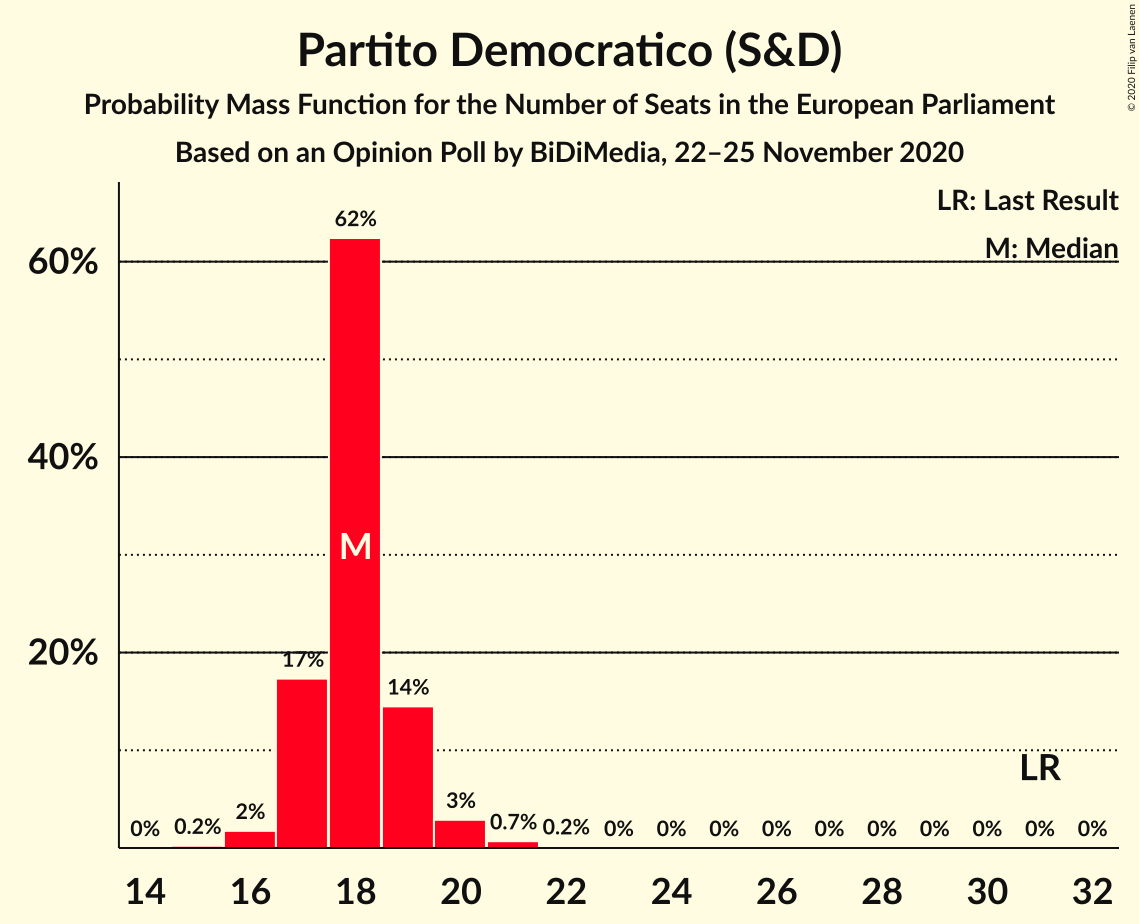 Partito Democratico (S&D)
Probability Mass Function for the Number of Seats in the European Parliament
Based on an Opinion Poll by BiDiMedia, 22–25 November 2020
© 2020 Filip van Laenen
LR: Last Result
M: Median
62%
60%
40%
M
20%
17%
14%
LR
0% 0.2% 2% 3% 0.7% 0.2% 0% 0% 0% 0% 0% 0% 0% 0% 0% 0%
14 16 18 20 22 24 26 28 30 32